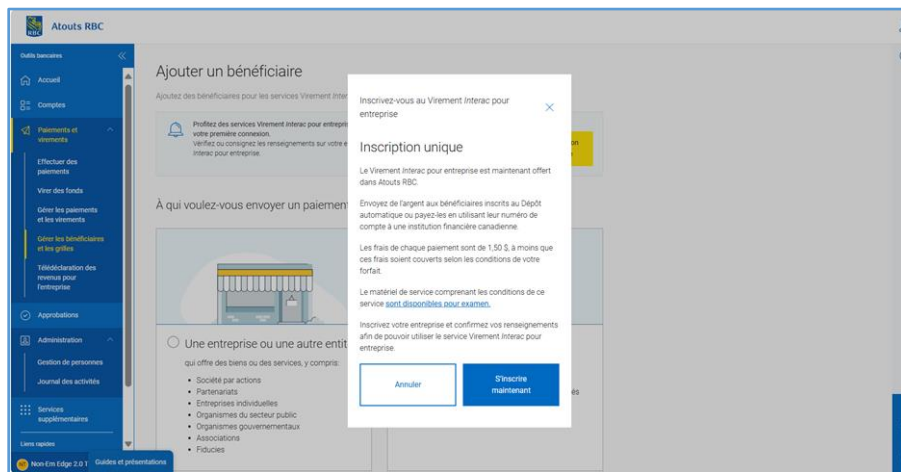 RBC
Atouts RBC
Outils bancaires
Accueil
Comptes
Paiements et
virements
Effectuer des
paiements
Virer des fonds
Gérer les paiements
et les virements
Gérer les bénéficiaires
et les grilles
Télédéclaration des
revenus pour
l'entreprise
Approbations
Administration
Gestion de personnes
Journal des activités
Services
supplémentaires
Liens rapides
Non-Em Edge 2.0 T
Guides et présentations
Ajouter un bénéficiaire
Ajoutez des bénéficiaires pour les services Virement Inter
Profitez des services Virement Interac pour entrepris
votre première connexion.
Vérifiez ou consignez les renseignements sur votre e
Interac pour entreprise.
À qui voulez-vous envoyer un paiement
Une entreprise ou une autre entit
qui offre des biens ou des services, y compris:
Société par actions
Partenariats
Entreprises individuelles
Organismes du secteur public
Organismes gouvernementaux
Associations
Fiducies
Inscrivez-vous au Virement Interac pour
entreprise
Inscription unique
Le Virement Interac pour entreprise est maintenant offert
dans Atouts RBC.
Envoyez de l'argent aux bénéficiaires inscrits au Dépôt
automatique ou payez-les en utilisant leur numéro de
compte à une institution financière canadienne.
Les frais de chaque paiement sont de 1,50 $, à moins que
ces frais soient couverts selon les conditions de votre
forfait.
Le matériel de service comprenant les conditions de ce
service sont disponibles pour examen.
Inscrivez votre entreprise et confirmez vos renseignements
afin de pouvoir utiliser le service Virement Interac pour
entreprise.
Annuler
S'inscrire
maintenant